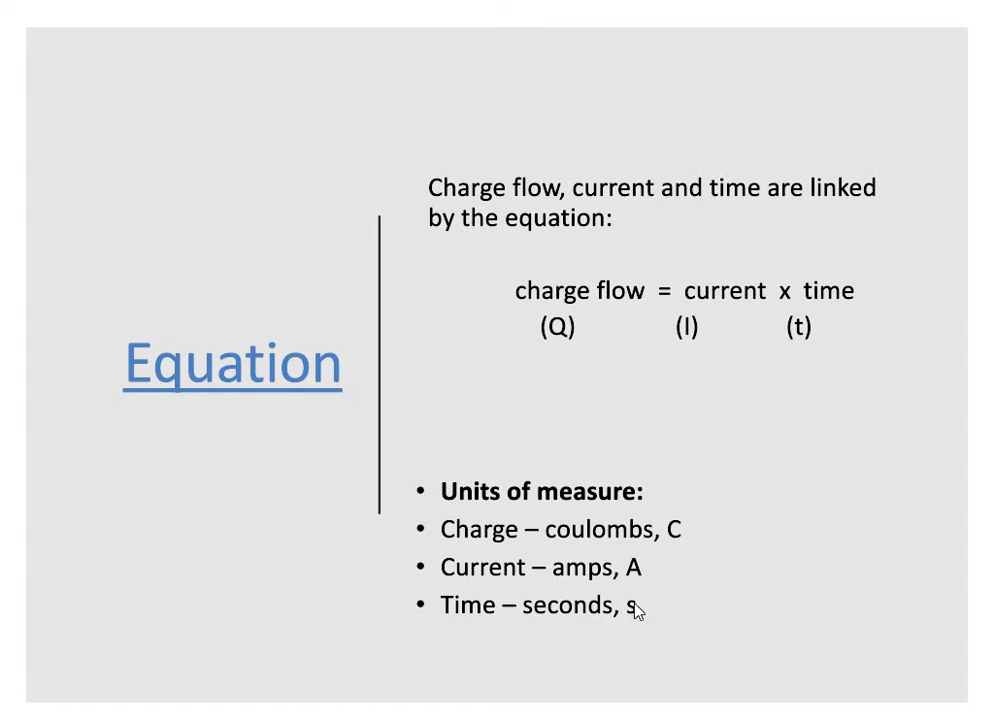 Equation
Charge flow, current and time are linked
by the equation:
charge flow = current x time
(Q) (I) (t)
• Units of measure:
• Charge – coulombs, C
• Current – amps, A
• Time – seconds, s